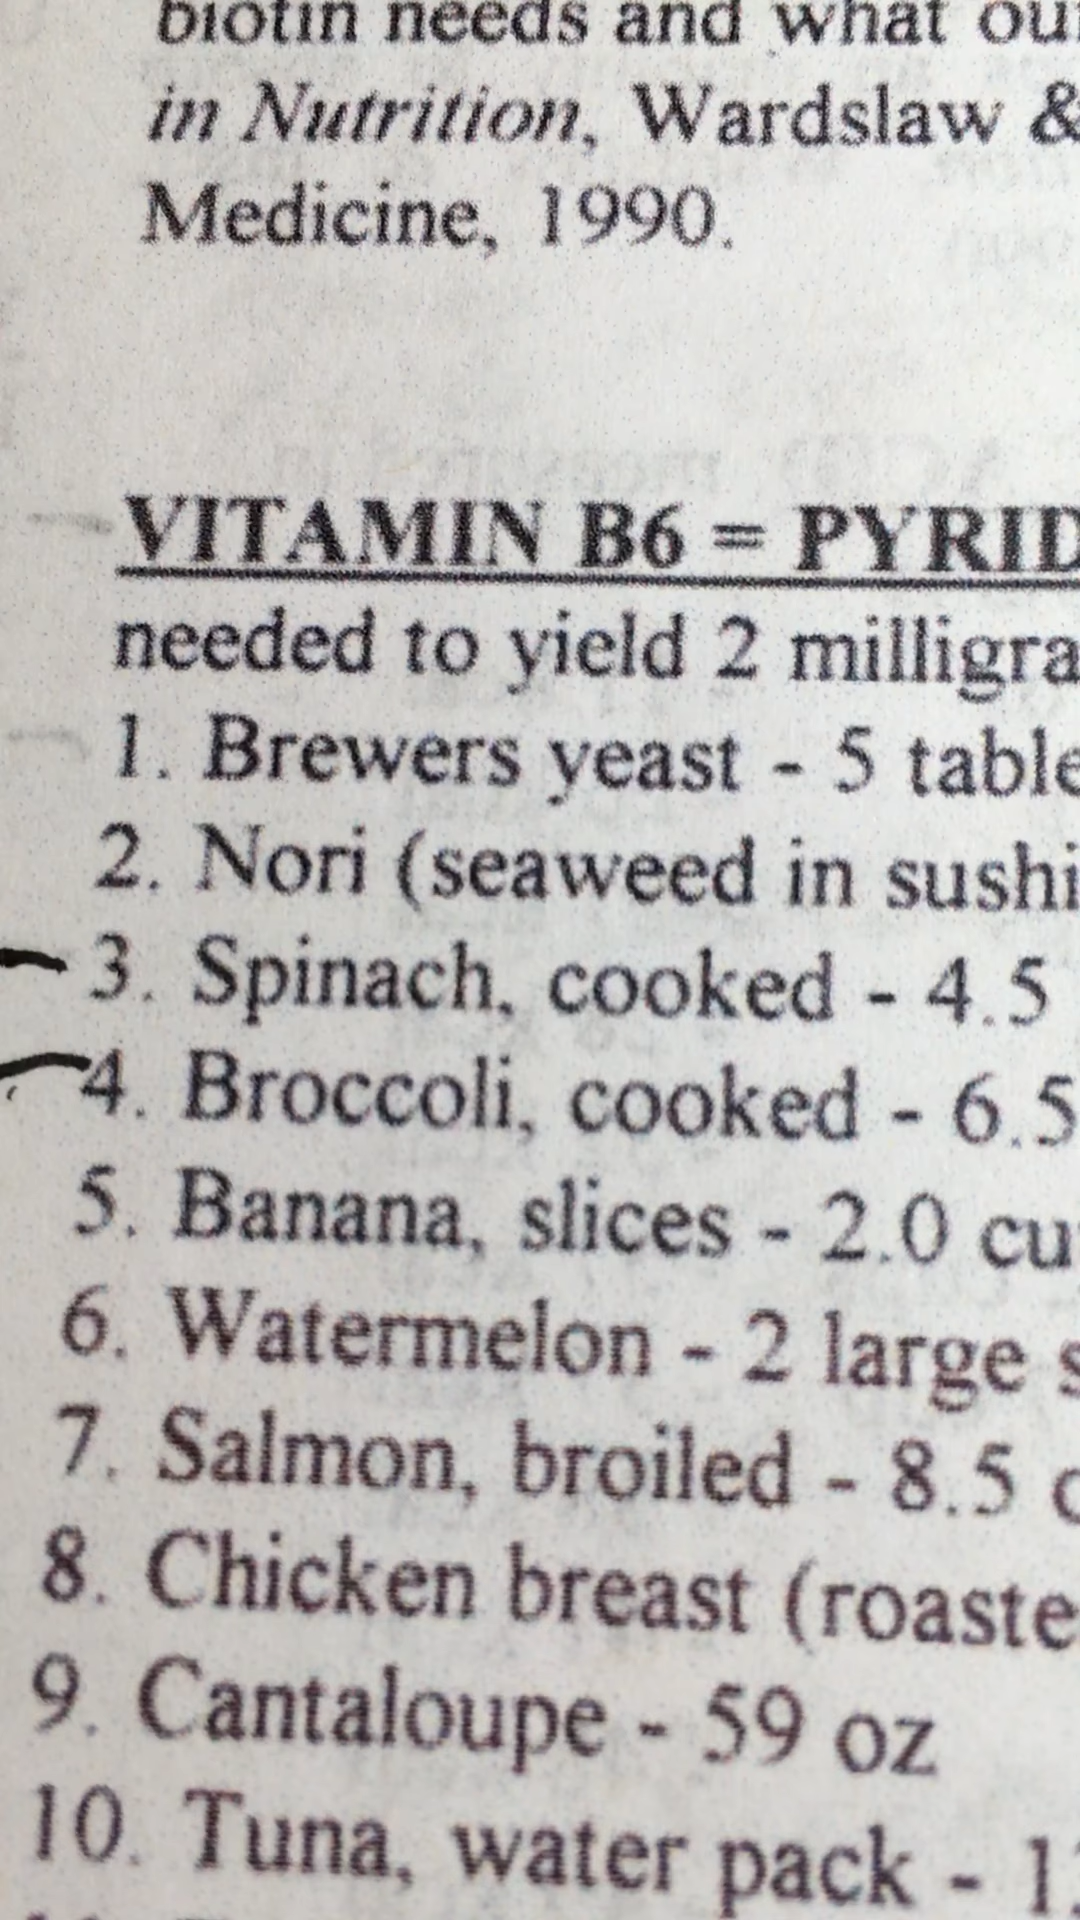 biotin needs and what ou
in Nutrition, Wardslaw &
Medicine, 1990.
VITAMIN B6 = PYRID
needed to yield 2 milligra
1. Brewers yeast - 5 table
2. Nori (seaweed in sushi
3. Spinach, cooked - 4.5
4. Broccoli, cooked - 6.5
5. Banana, slices - 2.0 cu
6. Watermelon - 2 large s
7. Salmon, broiled - 8.5 o
8. Chicken breast (roaste
9. Cantaloupe - 59 oz
10. Tuna, water pack - 1